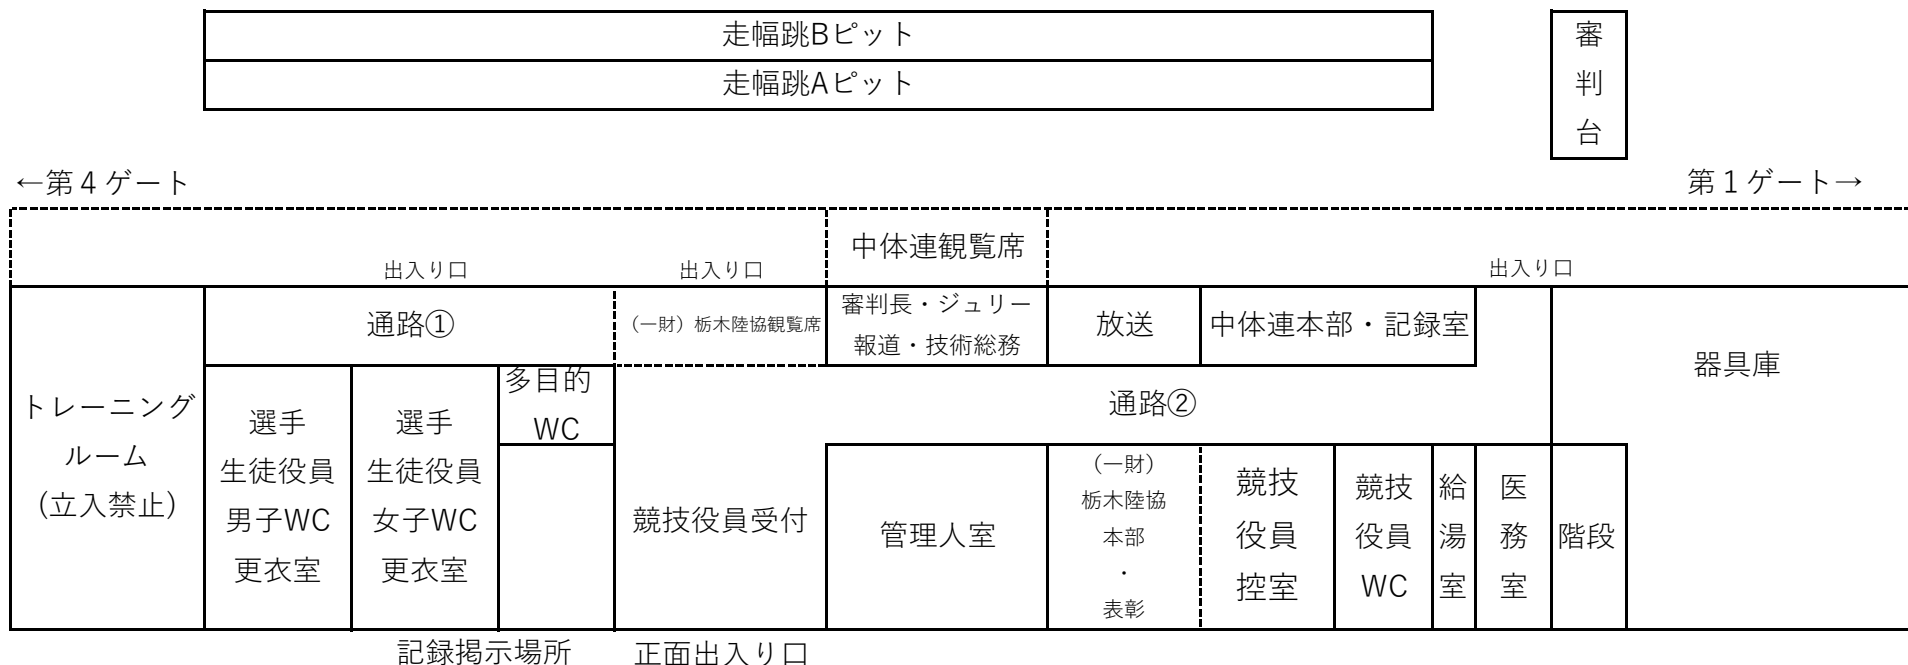 走幅跳Bピット
走幅跳Aピット
審
判
台
←第４ゲート
第１ゲート→
中体連観覧席
出入り口
出入り口
出入り口
通路①
（一財）栃木陸協観覧席
審判長・ジュリー
報道・技術総務
放送
中体連本部・記録室
器具庫
トレーニング
ルーム
(立入禁止)
選手
生徒役員
男子WC
更衣室
選手
生徒役員
女子WC
更衣室
多目的
WC
通路②
競技役員受付
管理人室
（一財）
栃木陸協
本部
・
表彰
競技
役員
控室
競技
役員
WC
給
湯
室
医
務
室
階段
記録掲示場所
正面出入り口